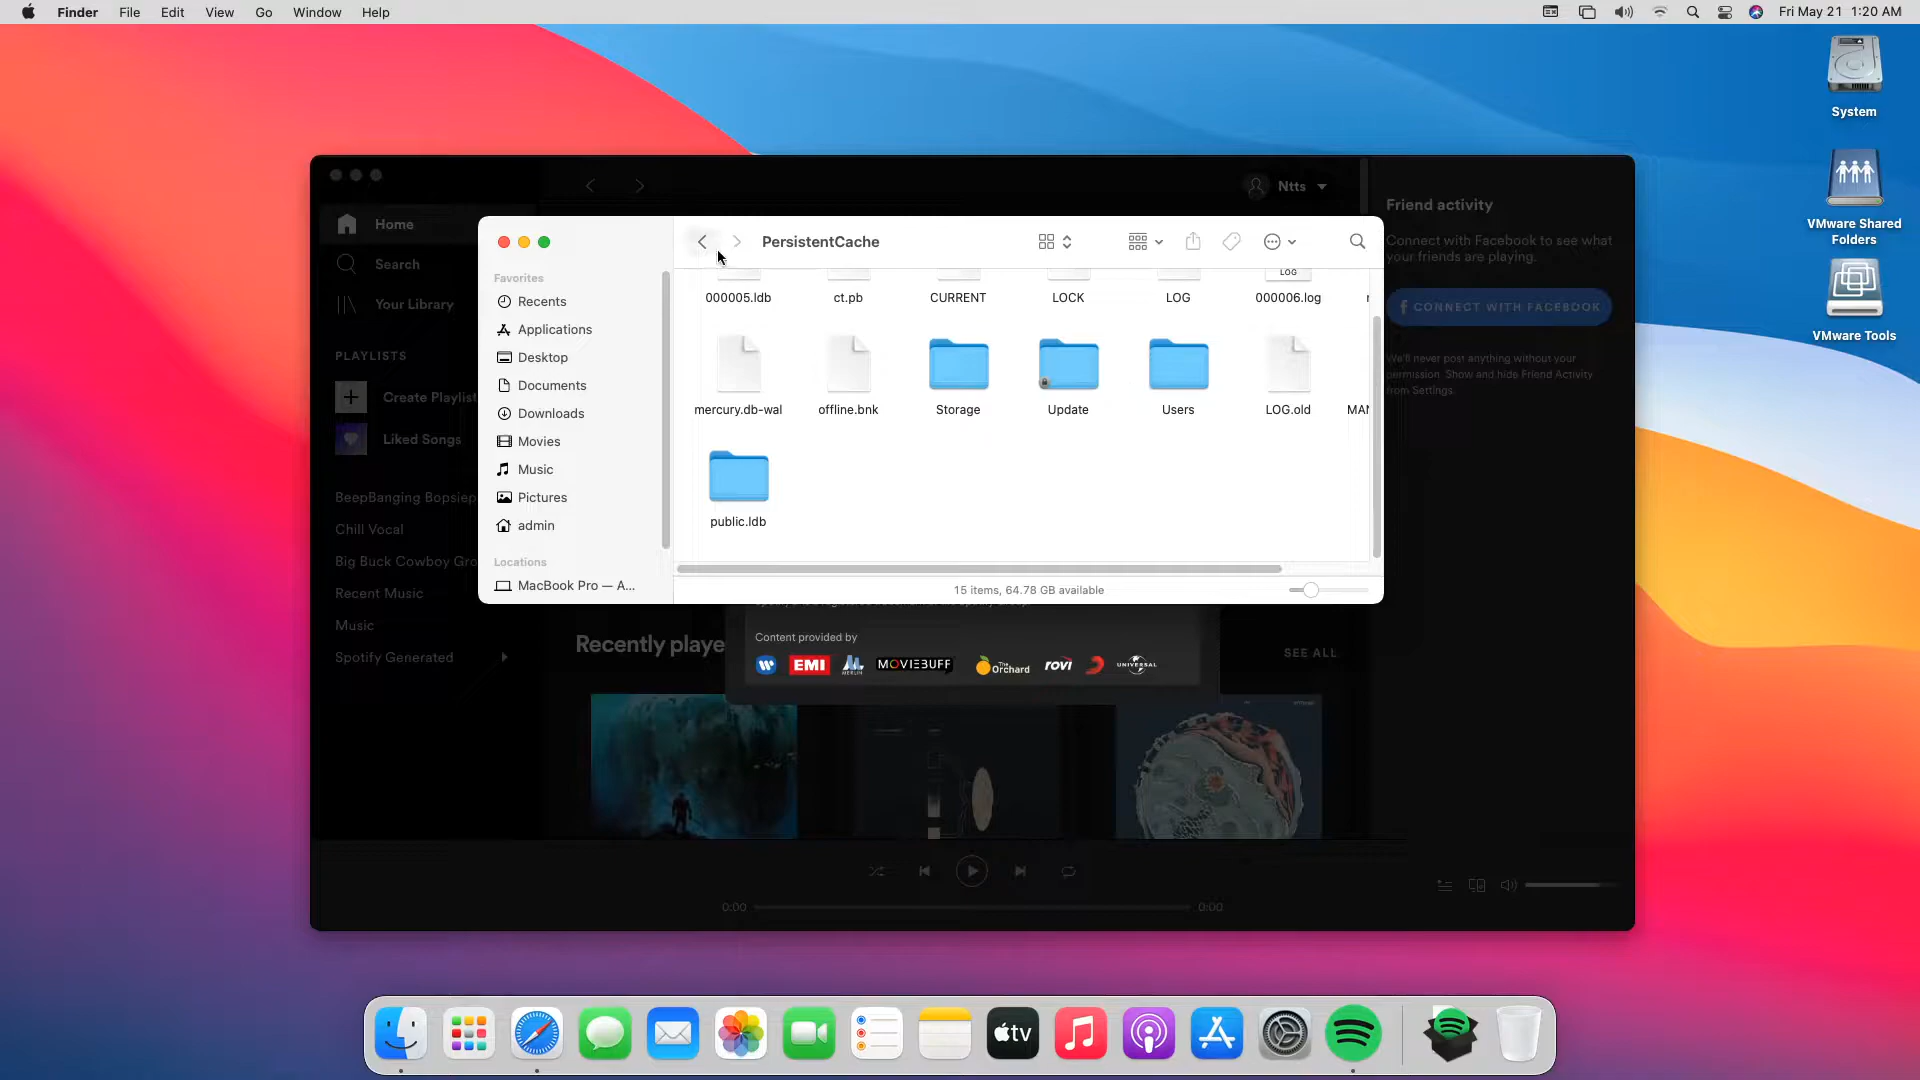 Finder File Edit View Go Window Help
Fri May 21 1:20 AM
System
VMware Shared
Folders
VMware Tools
Ntts
Home
Search
Your Library
PLAYLISTS
Create Playlist
Liked Songs
BeepBanging Bopsiep
Chill Vocal
Big Buck Cowboy Gro
Recent Music
Music
Spotify Generated
PersistentCache
Favorites
Recents
Applications
Desktop
Documents
Downloads
Movies
Music
Pictures
admin
Locations
MacBook Pro — A...
LOG
000005.ldb ct.pb CURRENT LOCK LOG 000006.log
mercury.db-wal offline.bnk Storage Update Users LOG.old MAN
public.ldb
15 items, 64.78 GB available
Friend activity
Connect with Facebook to see what
your friends are playing.
CONNECT WITH FACEBOOK
We'll never post anything without your
permission. Show and hide Friend Activity
from Settings.
Recently playe
SEE ALL
Content provided by
W EMI MERLIN MOVIEBUFF The Orchard rovi UNIVERSAL
0:00 0:00
tv